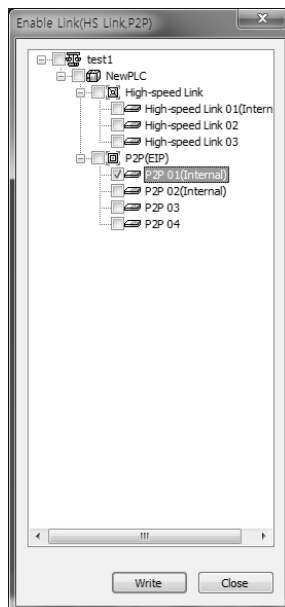 Enable Link(HS Link,P2P)
test1
NewPLC
High-speed Link
High-speed Link 01(Intern
High-speed Link 02
High-speed Link 03
P2P(EIP)
P2P 01(Internal)
P2P 02(Internal)
P2P 03
P2P 04
Write Close